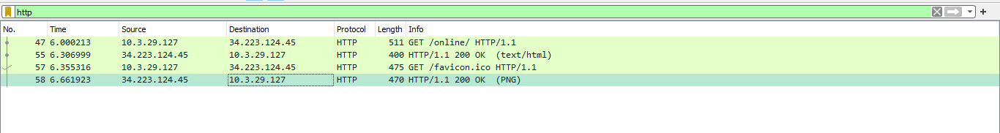 http
No. Time Source Destination Protocol Length Info
47 6.000213 10.3.29.127 34.223.124.45 HTTP 511 GET /online/ HTTP/1.1
55 6.306999 34.223.124.45 10.3.29.127 HTTP 400 HTTP/1.1 200 OK (text/html)
57 6.355316 10.3.29.127 34.223.124.45 HTTP 475 GET /favicon.ico HTTP/1.1
58 6.661923 34.223.124.45 10.3.29.127 HTTP 470 HTTP/1.1 200 OK (PNG)